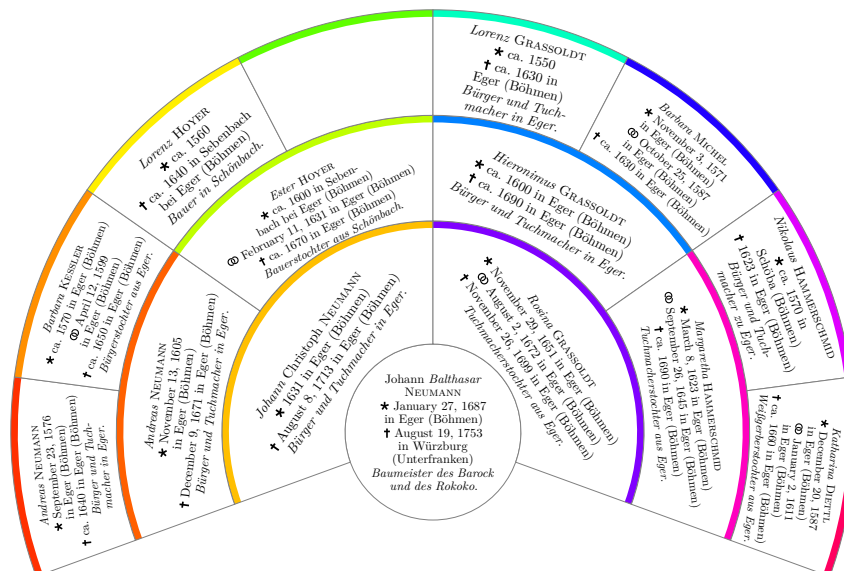 Lorenz GRASSOLDT
* ca. 1550
† ca. 1630 in
Eger (Böhmen)
Bürger und Tuch-
macher in Eger.
Barbara MICHEL
* November 3, 1571
in Eger (Böhmen)
⚭ October 25, 1587
in Eger (Böhmen)
† ca. 1630 in Eger (Böhmen)
Lorenz HOYER
* ca. 1560
† ca. 1640 in Sebenbach
bei Eger (Böhmen)
Bauer in Schönbach.
Ester HOYER
* ca. 1600 in Seben-
bach bei Eger (Böhmen)
⚭ February 11, 1631 in Eger (Böhmen)
† ca. 1670 in Eger (Böhmen)
Bauerstochter aus Schönbach.
Hieronimus GRASSOLDT
* ca. 1600 in Eger (Böhmen)
† ca. 1690 in Eger (Böhmen)
Bürger und Tuchmacher in Eger.
Nikolaus HAMMERSCHMID
* ca. 1570 in
Schöba (Böhmen)
† 1623 in Eger (Böhmen)
Bürger und Tuch-
macher zu Eger.
Barbara KESSLER
* ca. 1570 in Eger (Böhmen)
⚭ April 12, 1599
in Eger (Böhmen)
† ca. 1650 in Eger (Böhmen)
Bürgerstochter aus Eger.
Andreas NEUMANN
* November 13, 1605
in Eger (Böhmen)
† December 9, 1671 in Eger (Böhmen)
Bürger und Tuchmacher in Eger.
Johann Christoph NEUMANN
* 1631 in Eger (Böhmen)
† August 8, 1713 in Eger (Böhmen)
Bürger und Tuchmacher in Eger.
Rosina GRASSOLDT
* November 29, 1651 in Eger (Böhmen)
⚭ August 2, 1672 in Eger (Böhmen)
† November 26, 1699 in Eger (Böhmen)
Tuchmacherstochter aus Eger.
Margaretha HAMMERSCHMID
* March 8, 1623 in Eger (Böhmen)
⚭ September 26, 1645 in Eger (Böhmen)
† ca. 1690 in Eger (Böhmen)
Tuchmacherstochter aus Eger.
Andreas NEUMANN
* September 23, 1576
in Eger (Böhmen)
† ca. 1640 in Eger (Böhmen)
Bürger und Tuch-
macher in Eger.
Johann Balthasar
NEUMANN
* January 27, 1687
in Eger (Böhmen)
† August 19, 1753
in Würzburg
(Unterfranken)
Baumeister des Barock
und des Rokoko.
Katharina DIETTL
* December 20, 1587
in Eger (Böhmen)
⚭ January 2, 1611
in Eger (Böhmen)
† ca. 1660 in Eger (Böhmen)
Weißgerberstochter aus Eger.